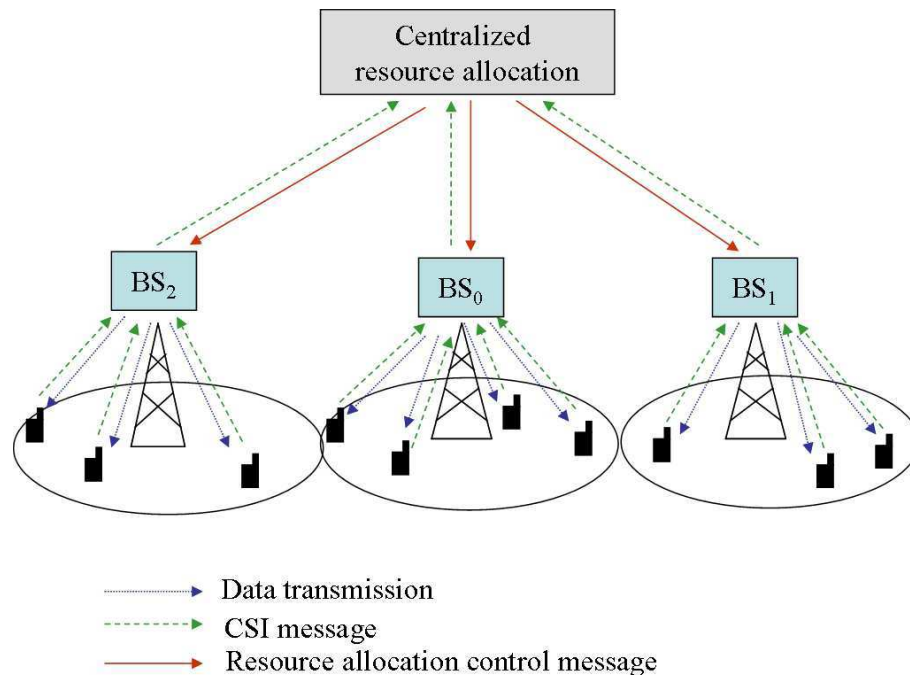 Centralized
resource allocation
BS₂
BS₀
BS₁
Data transmission
CSI message
Resource allocation control message